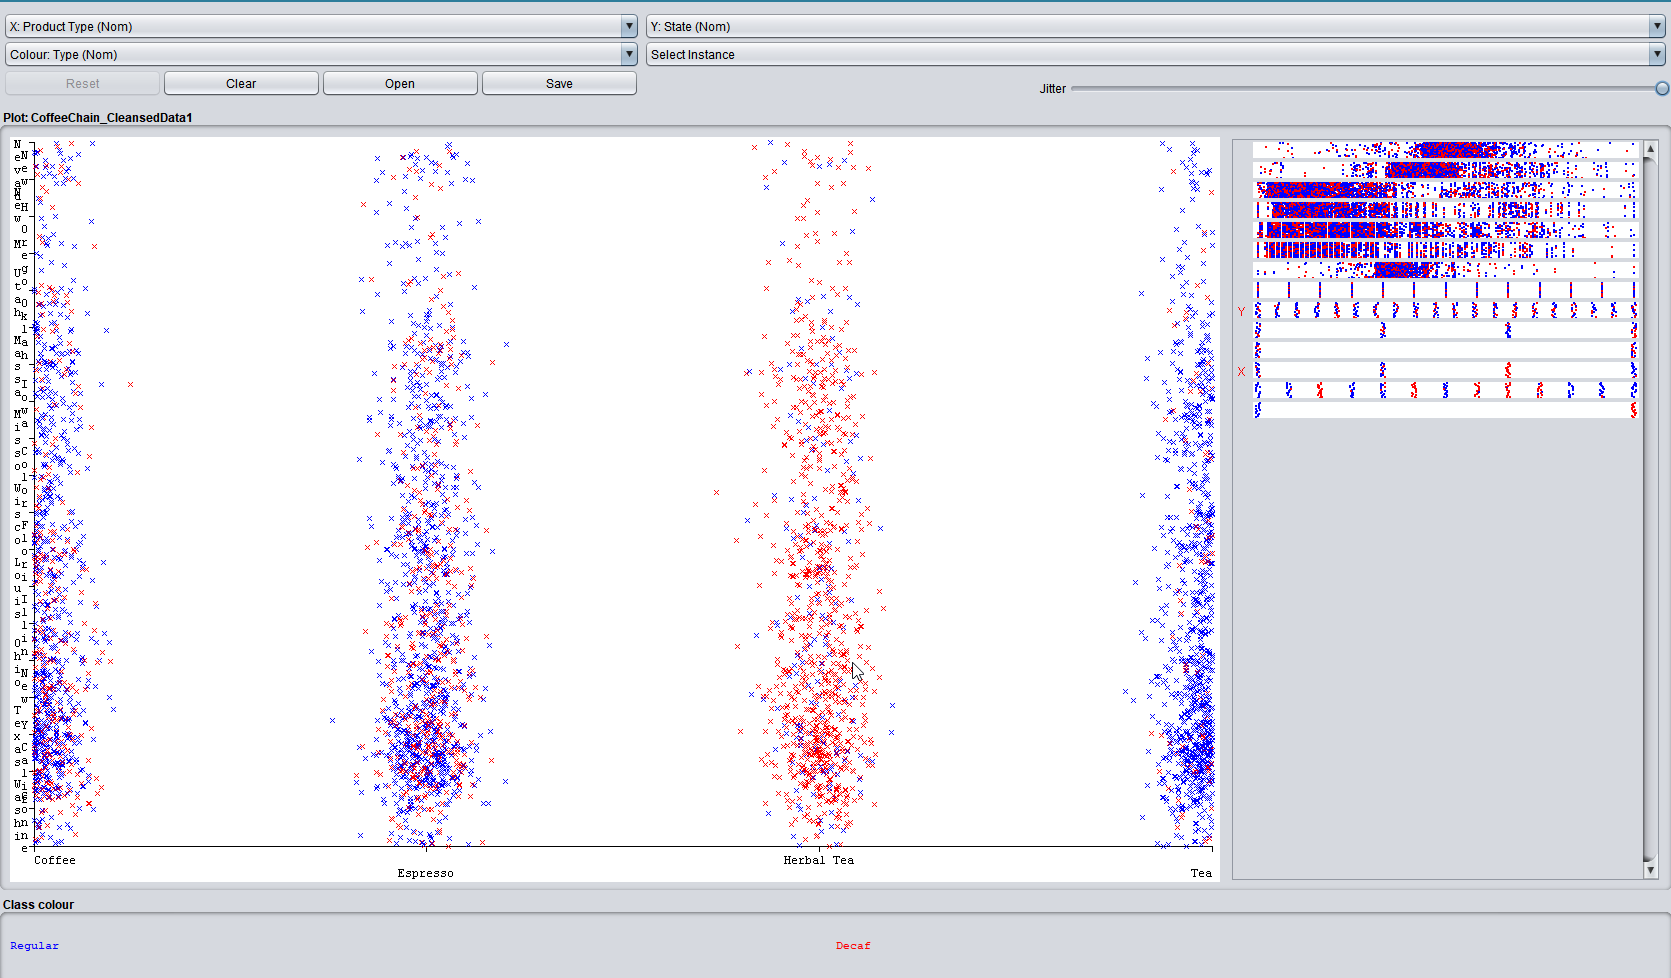 X: Product Type (Nom)
Y: State (Nom)
Colour: Type (Nom)
Select Instance
Reset
Clear
Open
Save
Jitter
Plot: CoffeeChain_CleansedData1
Y
X
Coffee
Espresso
Herbal Tea
Tea
Class colour
Regular
Decaf